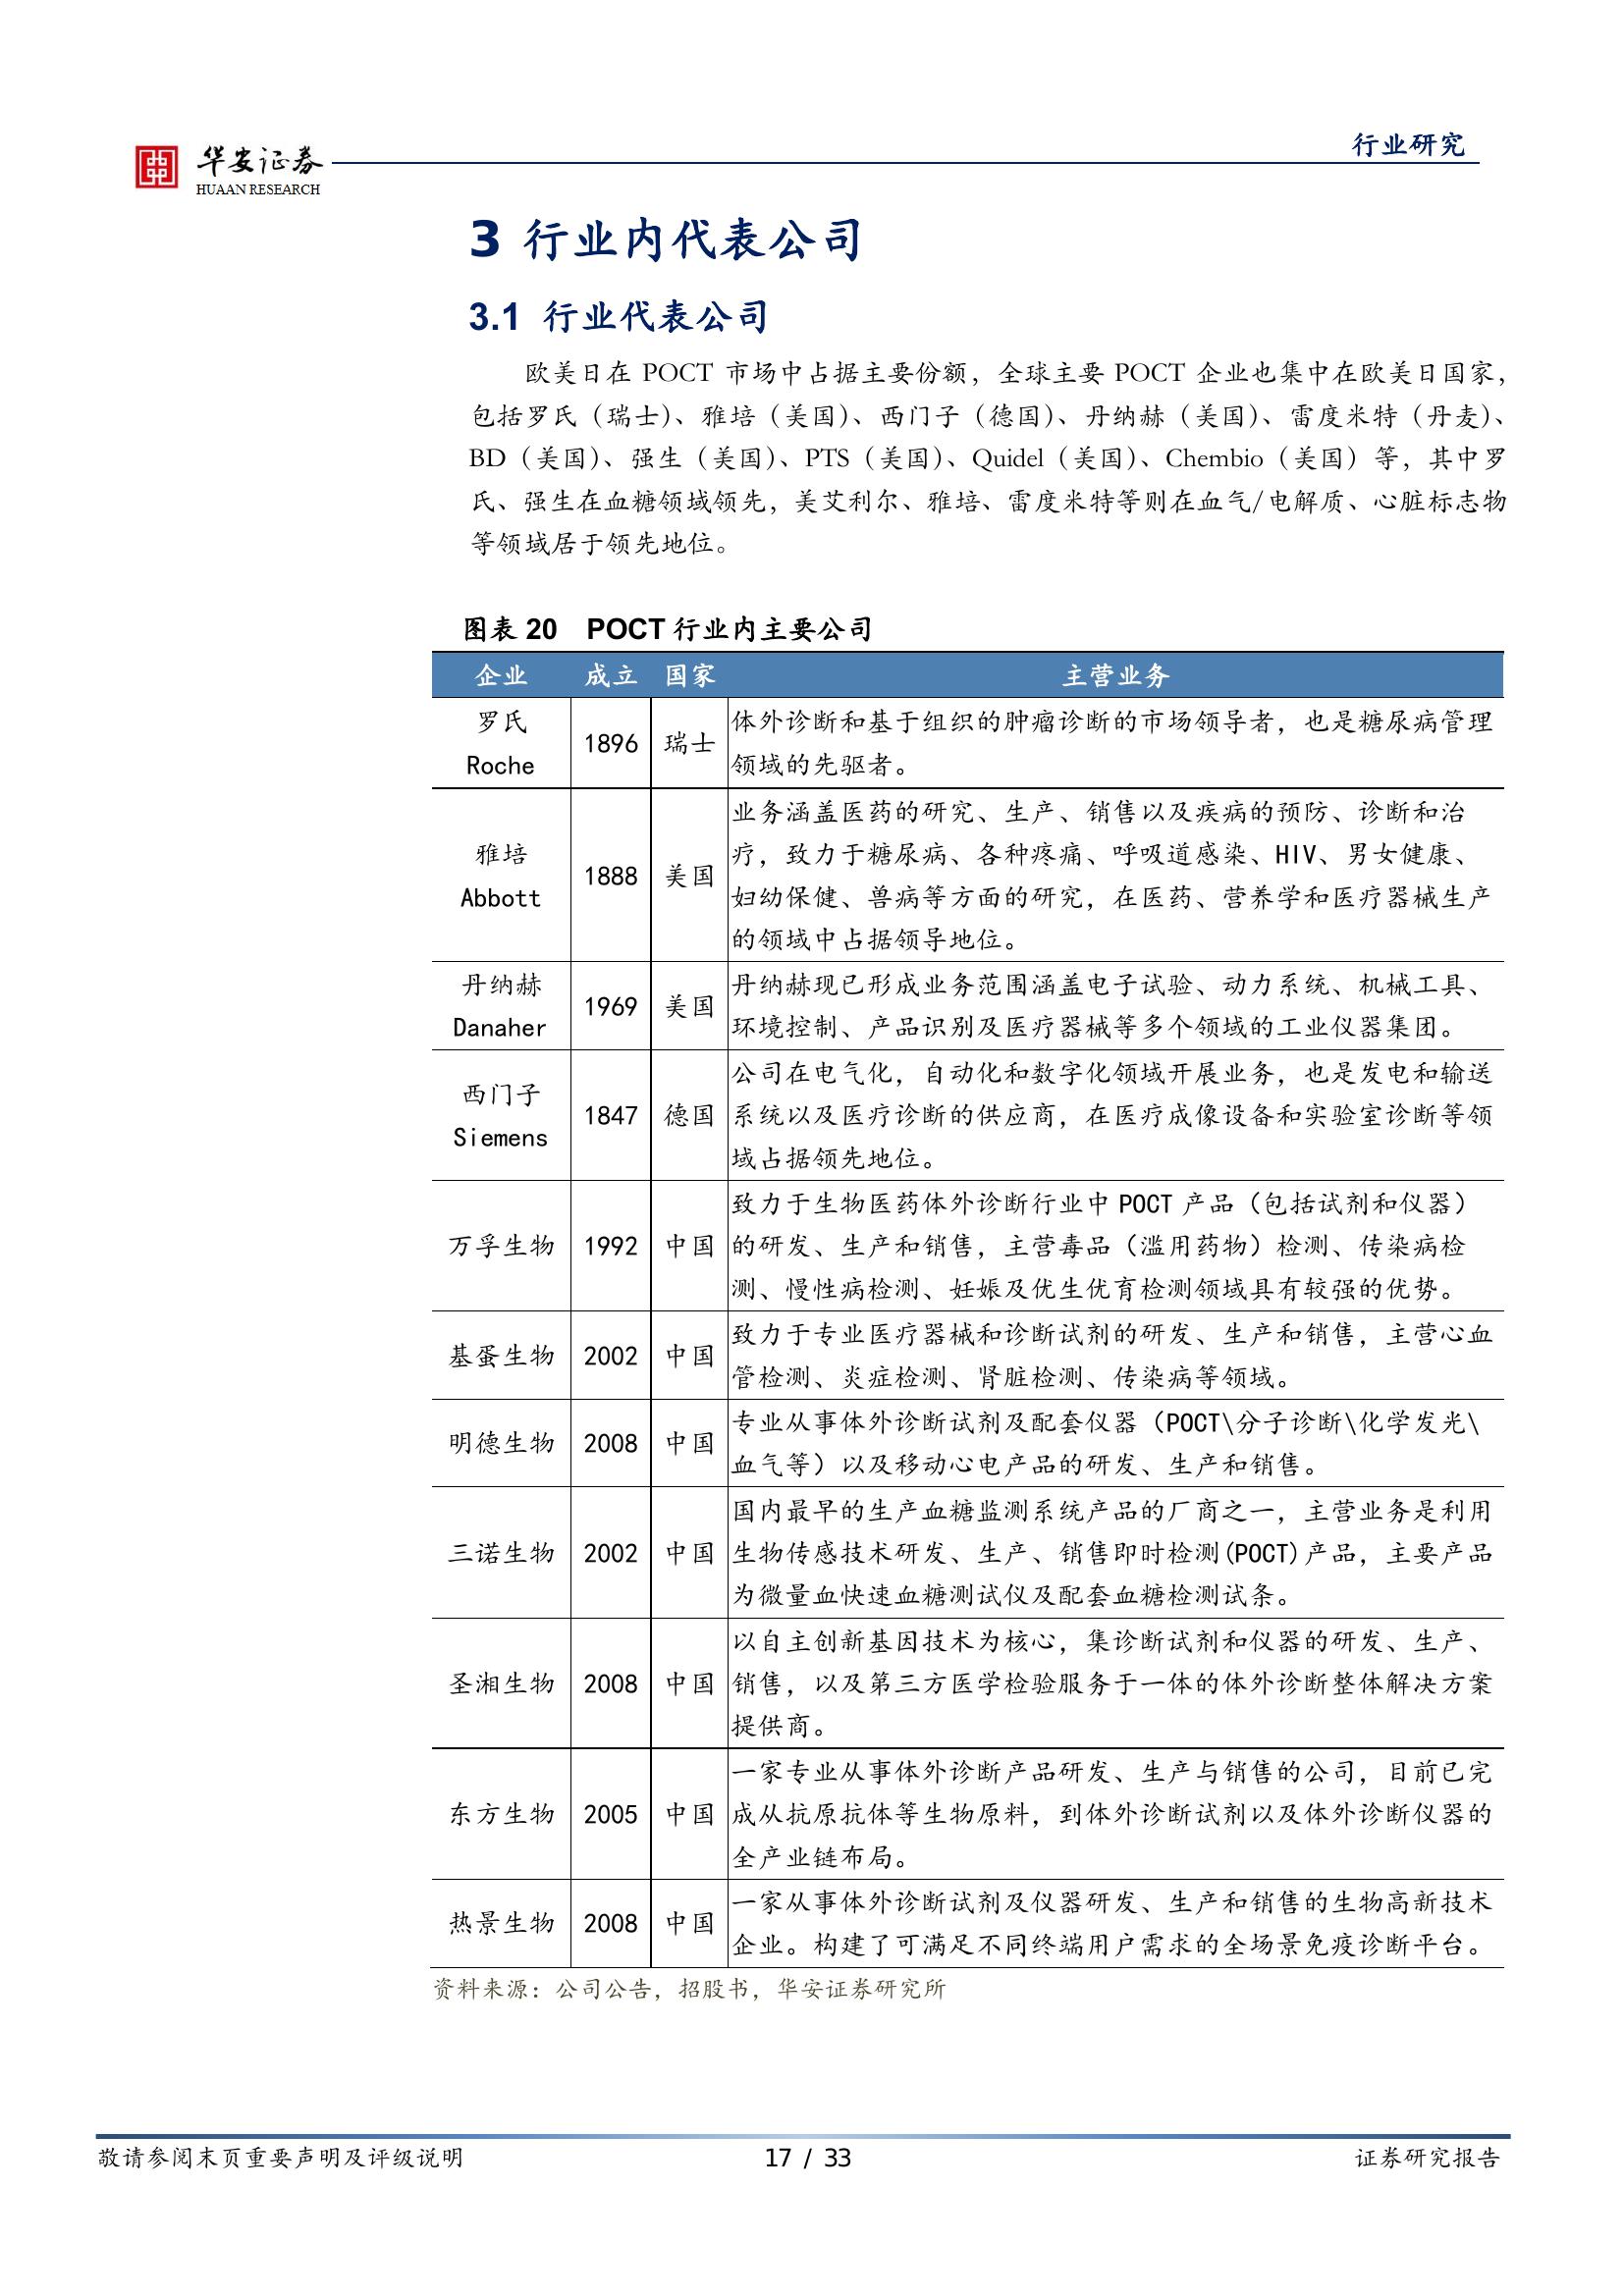 华安证券
HUAAN RESEARCH
行业研究
3 行业内代表公司
3.1 行业代表公司
欧美日在 POCT 市场中占据主要份额，全球主要 POCT 企业也集中在欧美日国家，
包括罗氏（瑞士）、雅培（美国）、西门子（德国）、丹纳赫（美国）、雷度米特（丹麦）、
BD（美国）、强生（美国）、PTS（美国）、Quidel（美国）、Chembio（美国）等，其中罗
氏、强生在血糖领域领先，美艾利尔、雅培、雷度米特等则在血气/电解质、心脏标志物
等领域居于领先地位。
图表 20 POCT 行业内主要公司
企业 成立 国家 主营业务
罗氏
Roche
1896 瑞士
体外诊断和基于组织的肿瘤诊断的市场领导者，也是糖尿病管理
领域的先驱者。
雅培
Abbott
1888 美国
业务涵盖医药的研究、生产、销售以及疾病的预防、诊断和治
疗，致力于糖尿病、各种疼痛、呼吸道感染、HIV、男女健康、
妇幼保健、兽病等方面的研究，在医药、营养学和医疗器械生产
的领域中占据领导地位。
丹纳赫
Danaher
1969 美国
丹纳赫现已形成业务范围涵盖电子试验、动力系统、机械工具、
环境控制、产品识别及医疗器械等多个领域的工业仪器集团。
西门子
Siemens
1847 德国
公司在电气化，自动化和数字化领域开展业务，也是发电和输送
系统以及医疗诊断的供应商，在医疗成像设备和实验室诊断等领
域占据领先地位。
万孚生物 1992 中国
致力于生物医药体外诊断行业中 POCT 产品（包括试剂和仪器）
的研发、生产和销售，主营毒品（滥用药物）检测、传染病检
测、慢性病检测、妊娠及优生优育检测领域具有较强的优势。
基蛋生物 2002 中国
致力于专业医疗器械和诊断试剂的研发、生产和销售，主营心血
管检测、炎症检测、肾脏检测、传染病等领域。
明德生物 2008 中国
专业从事体外诊断试剂及配套仪器（POCT\分子诊断\化学发光\
血气等）以及移动心电产品的研发、生产和销售。
三诺生物 2002 中国
国内最早的生产血糖监测系统产品的厂商之一，主营业务是利用
生物传感技术研发、生产、销售即时检测(POCT)产品，主要产品
为微量血快速血糖测试仪及配套血糖检测试条。
圣湘生物 2008 中国
以自主创新基因技术为核心，集诊断试剂和仪器的研发、生产、
销售，以及第三方医学检验服务于一体的体外诊断整体解决方案
提供商。
东方生物 2005 中国
一家专业从事体外诊断产品研发、生产与销售的公司，目前已完
成从抗原抗体等生物原料，到体外诊断试剂以及体外诊断仪器的
全产业链布局。
热景生物 2008 中国
一家从事体外诊断试剂及仪器研发、生产和销售的生物高新技术
企业。构建了可满足不同终端用户需求的全场景免疫诊断平台。
资料来源：公司公告，招股书，华安证券研究所
敬请参阅末页重要声明及评级说明 17 / 33 证券研究报告